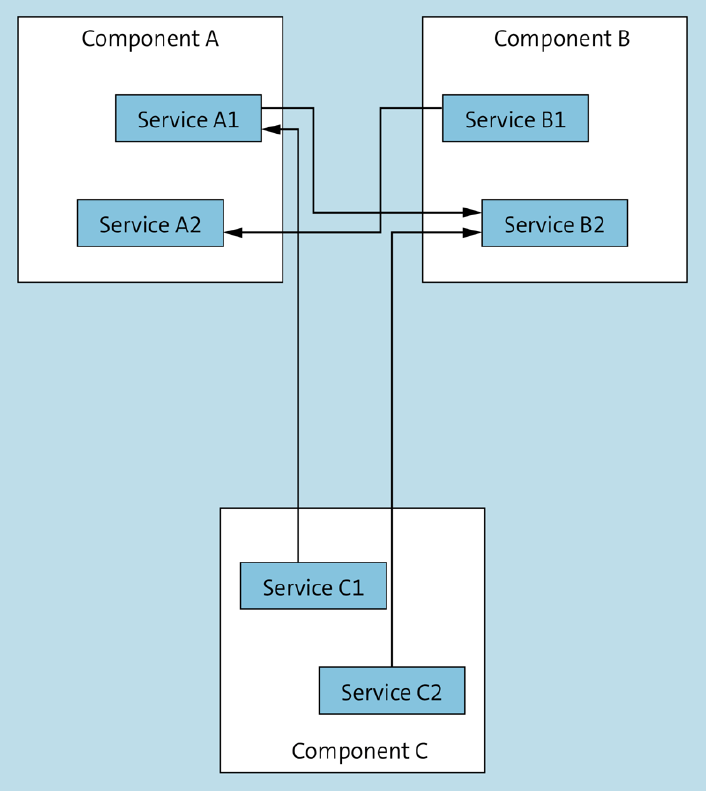 Component A
Component B
Service A1
Service B1
Service A2
Service B2
Service C1
Service C2
Component C